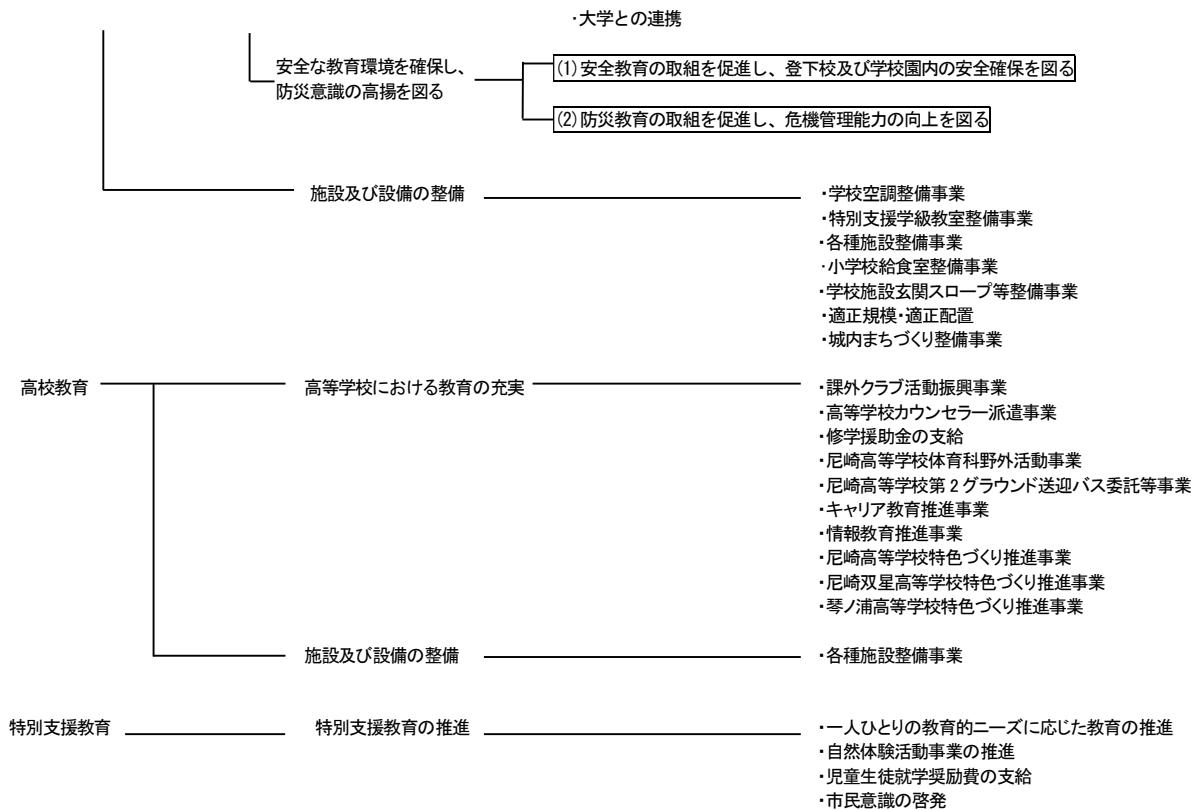 ・大学との連携
安全な教育環境を確保し、
防災意識の高揚を図る
(1)安全教育の取組を促進し、登下校及び学校園内の安全確保を図る
(2)防災教育の取組を促進し、危機管理能力の向上を図る
施設及び設備の整備
・学校空調整備事業
・特別支援学級教室整備事業
・各種施設整備事業
・小学校給食室整備事業
・学校施設玄関スロープ等整備事業
・適正規模・適正配置
・城内まちづくり整備事業
高校教育
高等学校における教育の充実
・課外クラブ活動振興事業
・高等学校カウンセラー派遣事業
・修学援助金の支給
・尼崎高等学校体育科野外活動事業
・尼崎高等学校第2グラウンド送迎バス委託等事業
・キャリア教育推進事業
・情報教育推進事業
・尼崎高等学校特色づくり推進事業
・尼崎双星高等学校特色づくり推進事業
・琴ノ浦高等学校特色づくり推進事業
施設及び設備の整備
・各種施設整備事業
特別支援教育
特別支援教育の推進
・一人ひとりの教育的ニーズに応じた教育の推進
・自然体験活動事業の推進
・児童生徒就学奨励費の支給
・市民意識の啓発